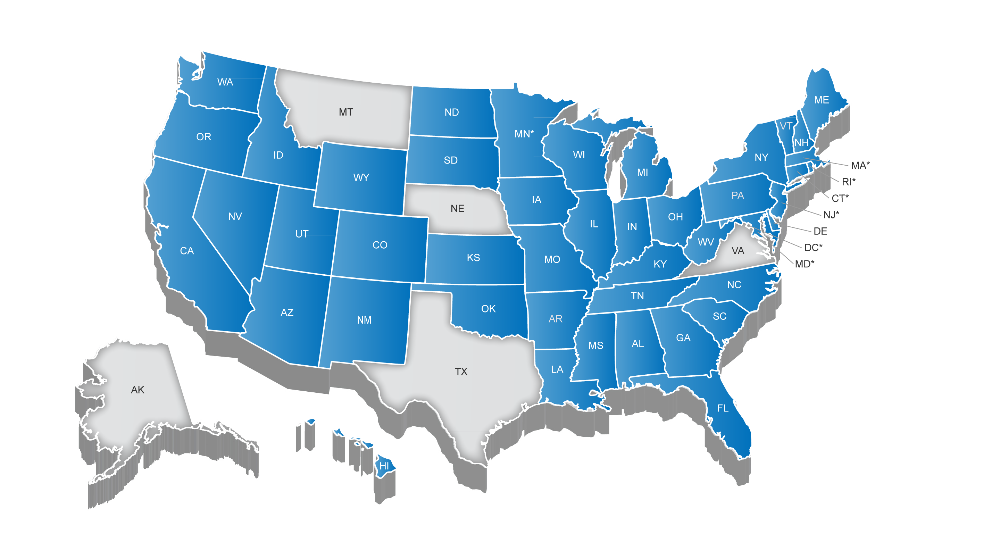 WA
ME
MT
ND
VT
MN*
OR
NH
WI
ID
NY
SD
MA*
MI
WY
RI*
PA
CT*
IA
NE
NJ*
NV
OH
IL
IN
DE
UT
WV
CO
DC*
CA
VA
KS
MO
KY
MD*
NC
TN
OK
AZ
SC
AR
NM
GA
AL
MS
LA
TX
AK
FL
HI